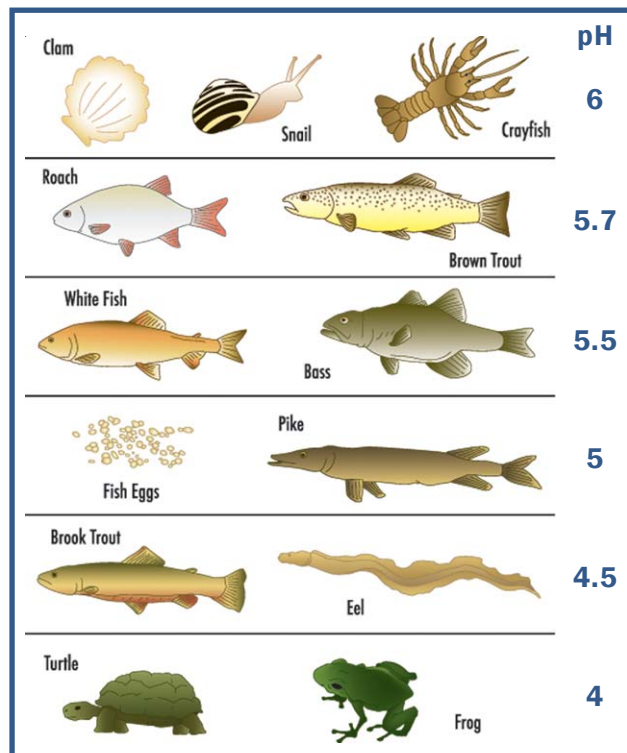 pH
Clam
Snail
Crayfish
6
Roach
Brown Trout
5.7
White Fish
Bass
5.5
Fish Eggs
Pike
5
Brook Trout
Eel
4.5
Turtle
Frog
4